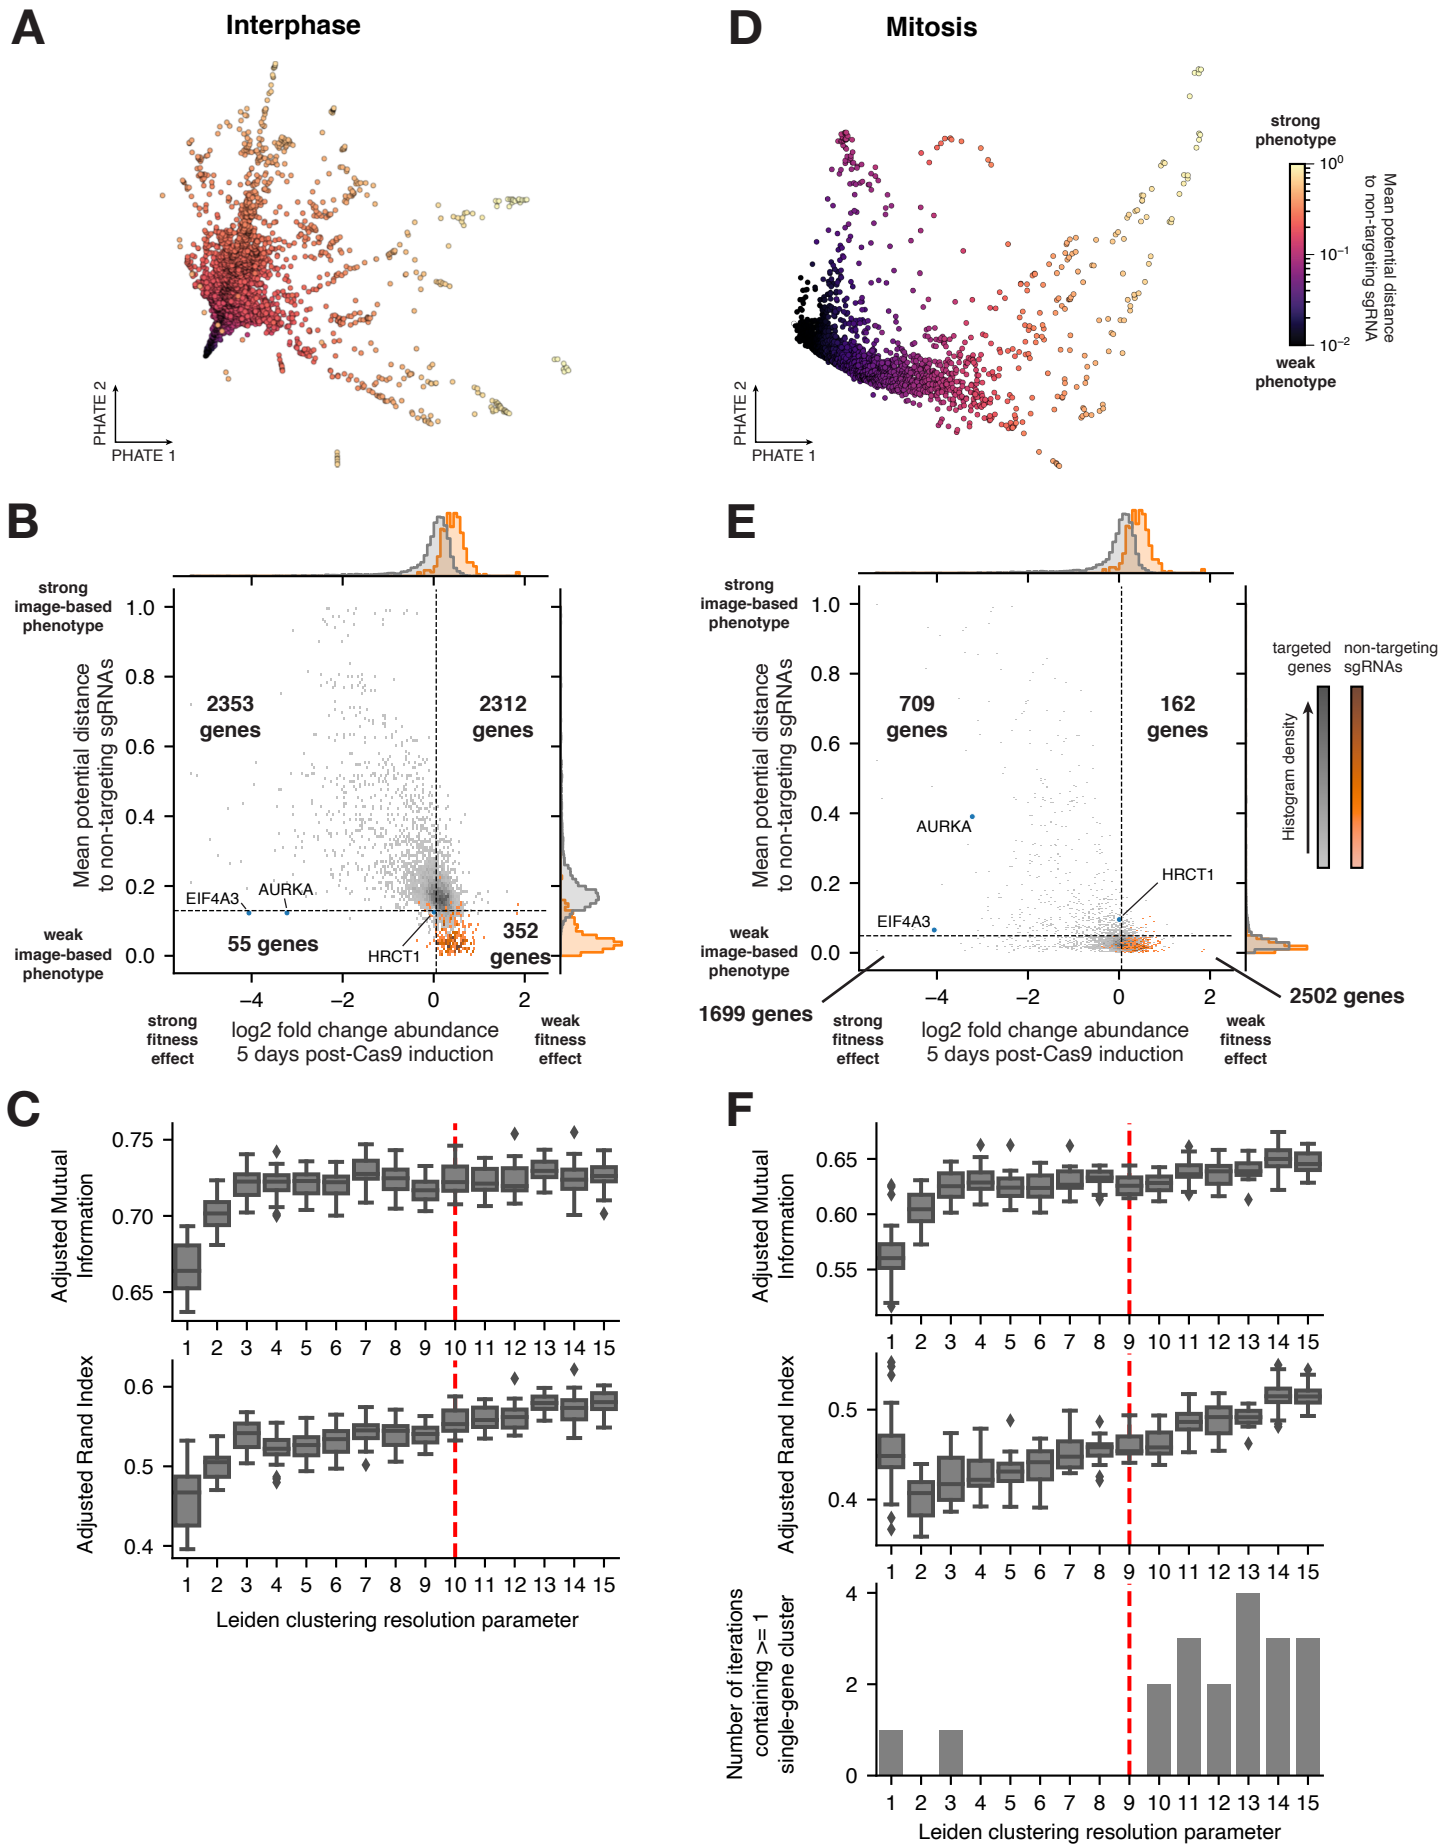 A
Interphase
PHATE 2
PHATE 1
D
Mitosis
PHATE 2
PHATE 1
strong
phenotype
10⁰
10⁻¹
10⁻²
weak
phenotype
Mean potential distance
to non-targeting sgRNA
B
strong
image-based
phenotype
Mean potential distance
to non-targeting sgRNAs
weak
image-based
phenotype
1.0
0.8
0.6
0.4
0.2
0.0
2353
genes
2312
genes
EIF4A3
AURKA
55 genes
HRCT1
352
genes
−4
−2
0
2
strong
fitness
effect
log2 fold change abundance
5 days post-Cas9 induction
weak
fitness
effect
E
strong
image-based
phenotype
Mean potential distance
to non-targeting sgRNAs
weak
image-based
phenotype
1.0
0.8
0.6
0.4
0.2
0.0
709
genes
162
genes
AURKA
HRCT1
EIF4A3
1699 genes
2502 genes
−4
−2
0
2
strong
fitness
effect
log2 fold change abundance
5 days post-Cas9 induction
weak
fitness
effect
targeted
genes
non-targeting
sgRNAs
Histogram density
C
Adjusted Mutual
Information
0.75
0.70
0.65
1 2 3 4 5 6 7 8 9 10 11 12 13 14 15
Adjusted Rand Index
0.6
0.5
0.4
1 2 3 4 5 6 7 8 9 10 11 12 13 14 15
Leiden clustering resolution parameter
F
Adjusted Mutual
Information
0.65
0.60
0.55
1 2 3 4 5 6 7 8 9 10 11 12 13 14 15
Adjusted Rand Index
0.5
0.4
1 2 3 4 5 6 7 8 9 10 11 12 13 14 15
Number of iterations
containing >= 1
single-gene cluster
4
2
0
1 2 3 4 5 6 7 8 9 10 11 12 13 14 15
Leiden clustering resolution parameter